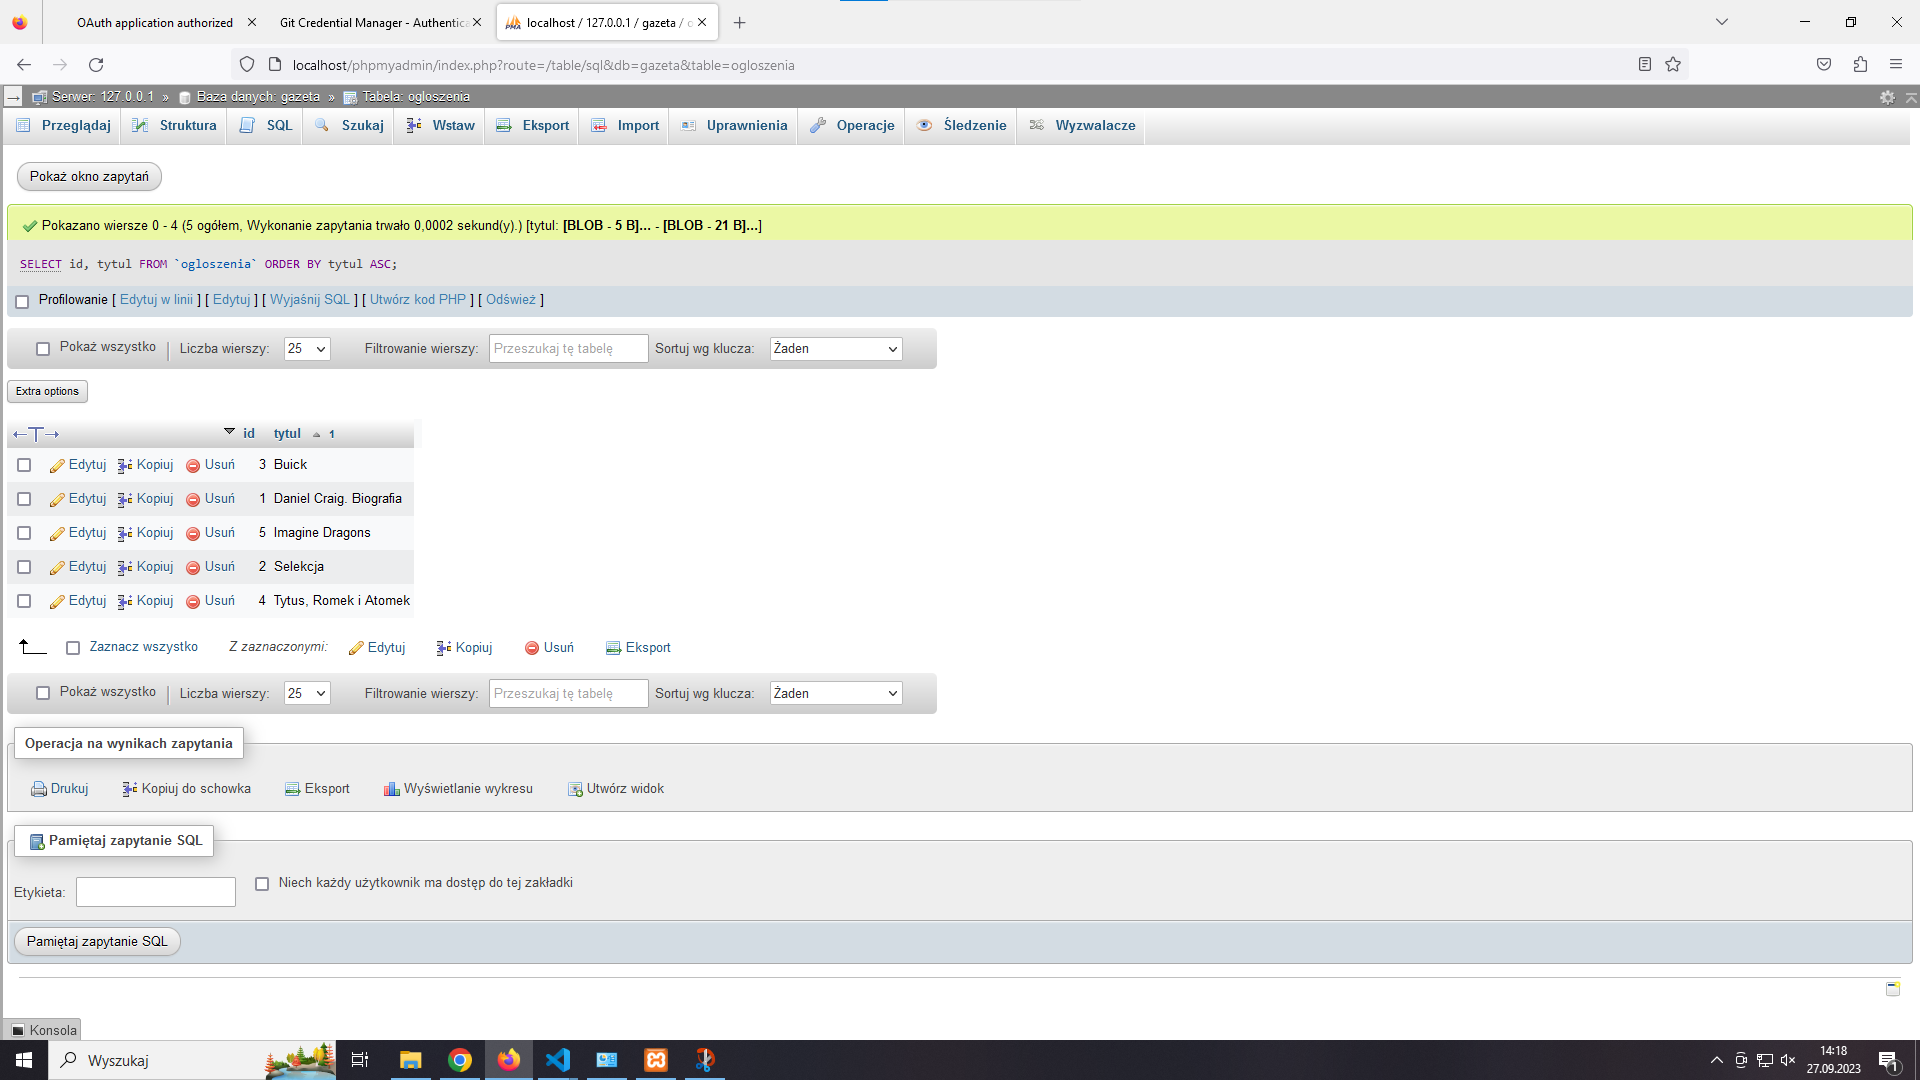 OAuth application authorized
Git Credential Manager - Authentica
localhost / 127.0.0.1 / gazeta / o
localhost/phpmyadmin/index.php?route=/table/sql&db=gazeta&table=ogloszenia
Serwer: 127.0.0.1 » Baza danych: gazeta » Tabela: ogloszenia
Przeglądaj Struktura SQL Szukaj Wstaw Eksport Import Uprawnienia Operacje Śledzenie Wyzwalacze
Pokaż okno zapytań
Pokazano wiersze 0 - 4 (5 ogółem, Wykonanie zapytania trwało 0,0002 sekund(y).) [tytul: [BLOB - 5 B]... - [BLOB - 21 B]...]
SELECT id, tytul FROM `ogloszenia` ORDER BY tytul ASC;
Profilowanie [ Edytuj w linii ] [ Edytuj ] [ Wyjaśnij SQL ] [ Utwórz kod PHP ] [ Odśwież ]
Pokaż wszystko Liczba wierszy: 25 Filtrowanie wierszy: Przeszukaj tę tabelę Sortuj wg klucza: Żaden
Extra options
←T→ id tytul 1
Edytuj Kopiuj Usuń 3 Buick
Edytuj Kopiuj Usuń 1 Daniel Craig. Biografia
Edytuj Kopiuj Usuń 5 Imagine Dragons
Edytuj Kopiuj Usuń 2 Selekcja
Edytuj Kopiuj Usuń 4 Tytus, Romek i Atomek
Zaznacz wszystko Z zaznaczonymi: Edytuj Kopiuj Usuń Eksport
Pokaż wszystko Liczba wierszy: 25 Filtrowanie wierszy: Przeszukaj tę tabelę Sortuj wg klucza: Żaden
Operacja na wynikach zapytania
Drukuj Kopiuj do schowka Eksport Wyświetlanie wykresu Utwórz widok
Pamiętaj zapytanie SQL
Etykieta: Niech każdy użytkownik ma dostęp do tej zakładki
Pamiętaj zapytanie SQL
Konsola
Wyszukaj
14:18
27.09.2023
1